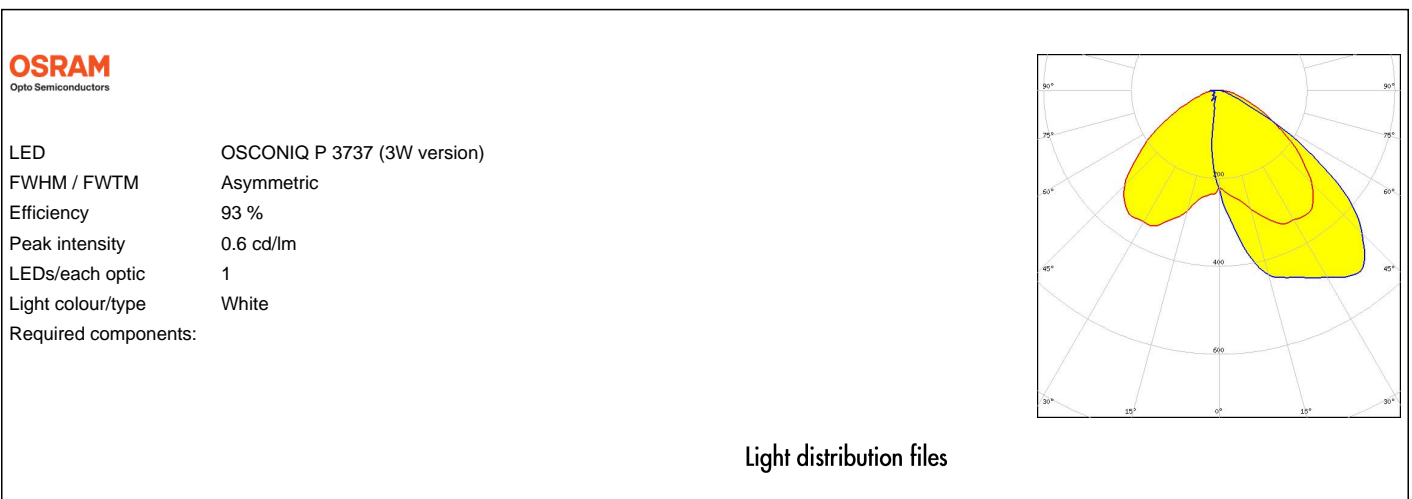 OSRAM
Opto Semiconductors
LED OSCONIQ P 3737 (3W version)
FWHM / FWTM Asymmetric
Efficiency 93 %
Peak intensity 0.6 cd/lm
LEDs/each optic 1
Light colour/type White
Required components:
90° 90°
75° 75°
200
60° 60°
400
45° 45°
600
30° 30°
15° 0° 15°
Light distribution files